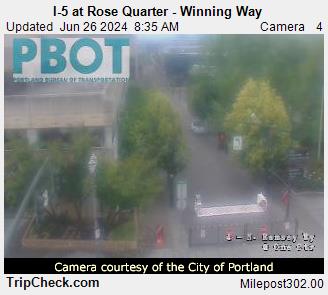 I-5 at Rose Quarter - Winning Way
Updated Jun 26 2024 8:35 AM Camera 4
PBOT
PORTLAND BUREAU OF TRANSPORTATION
Camera courtesy of the City of Portland
TripCheck.com Milepost302.00